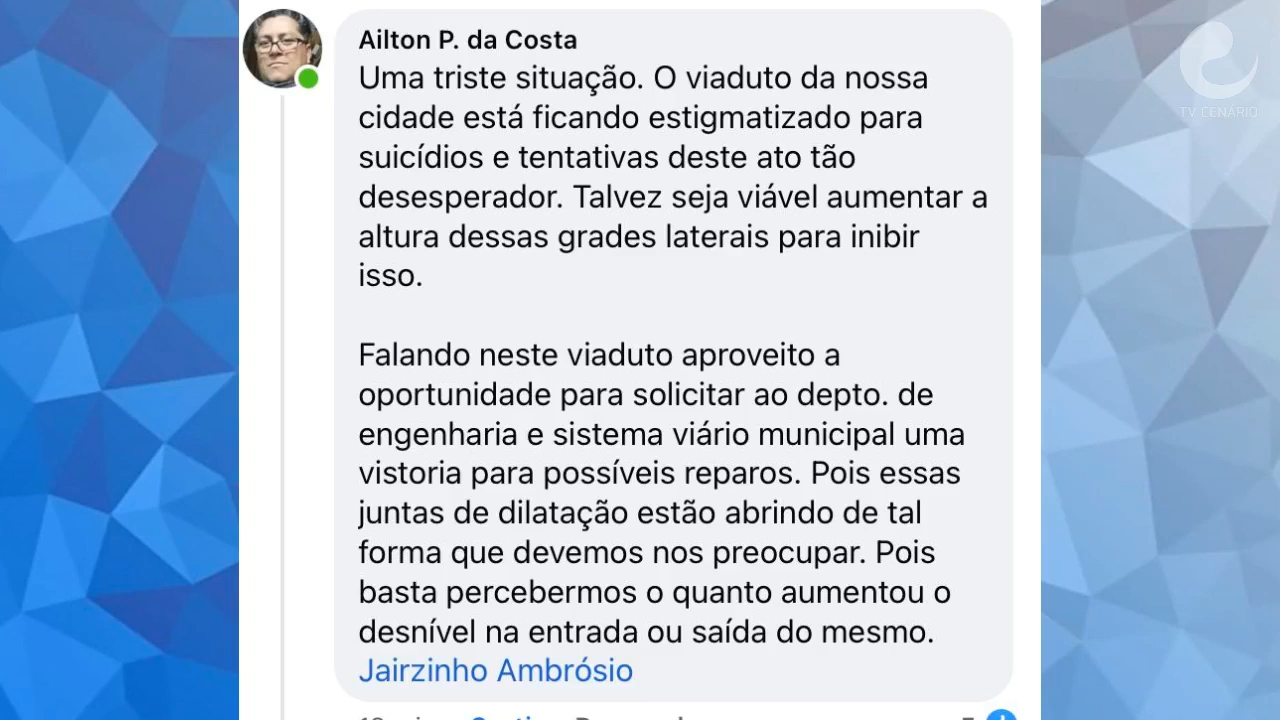 Ailton P. da Costa
Uma triste situação. O viaduto da nossa
cidade está ficando estigmatizado para
suicídios e tentativas deste ato tão
desesperador. Talvez seja viável aumentar a
altura dessas grades laterais para inibir
isso.
Falando neste viaduto aproveito a
oportunidade para solicitar ao depto. de
engenharia e sistema viário municipal uma
vistoria para possíveis reparos. Pois essas
juntas de dilatação estão abrindo de tal
forma que devemos nos preocupar. Pois
basta percebermos o quanto aumentou o
desnível na entrada ou saída do mesmo.
Jairzinho Ambrósio
TV CENÁRIO